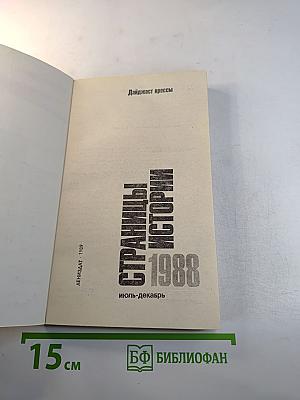 Дайджест прессы
СТРАНИЦЫ
ИСТОРИИ
1988
июль-декабрь
ЛЕНИЗДАТ · 1989
15 см
БФ БИБЛИОФАН